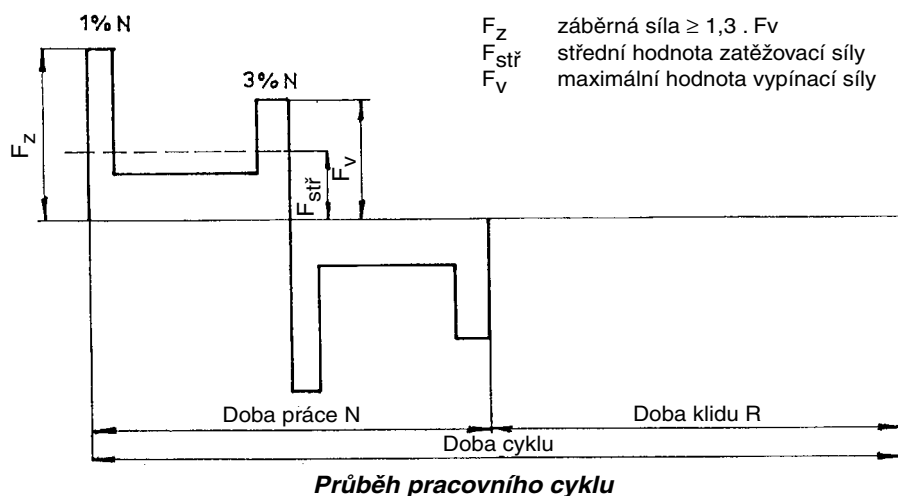 1% N
3% N
F_z záběrná síla ≥ 1,3 . Fv
F_stř střední hodnota zatěžovací síly
F_v maximální hodnota vypínací síly
F_z
F_stř
F_v
Doba práce N
Doba klidu R
Doba cyklu
Průběh pracovního cyklu